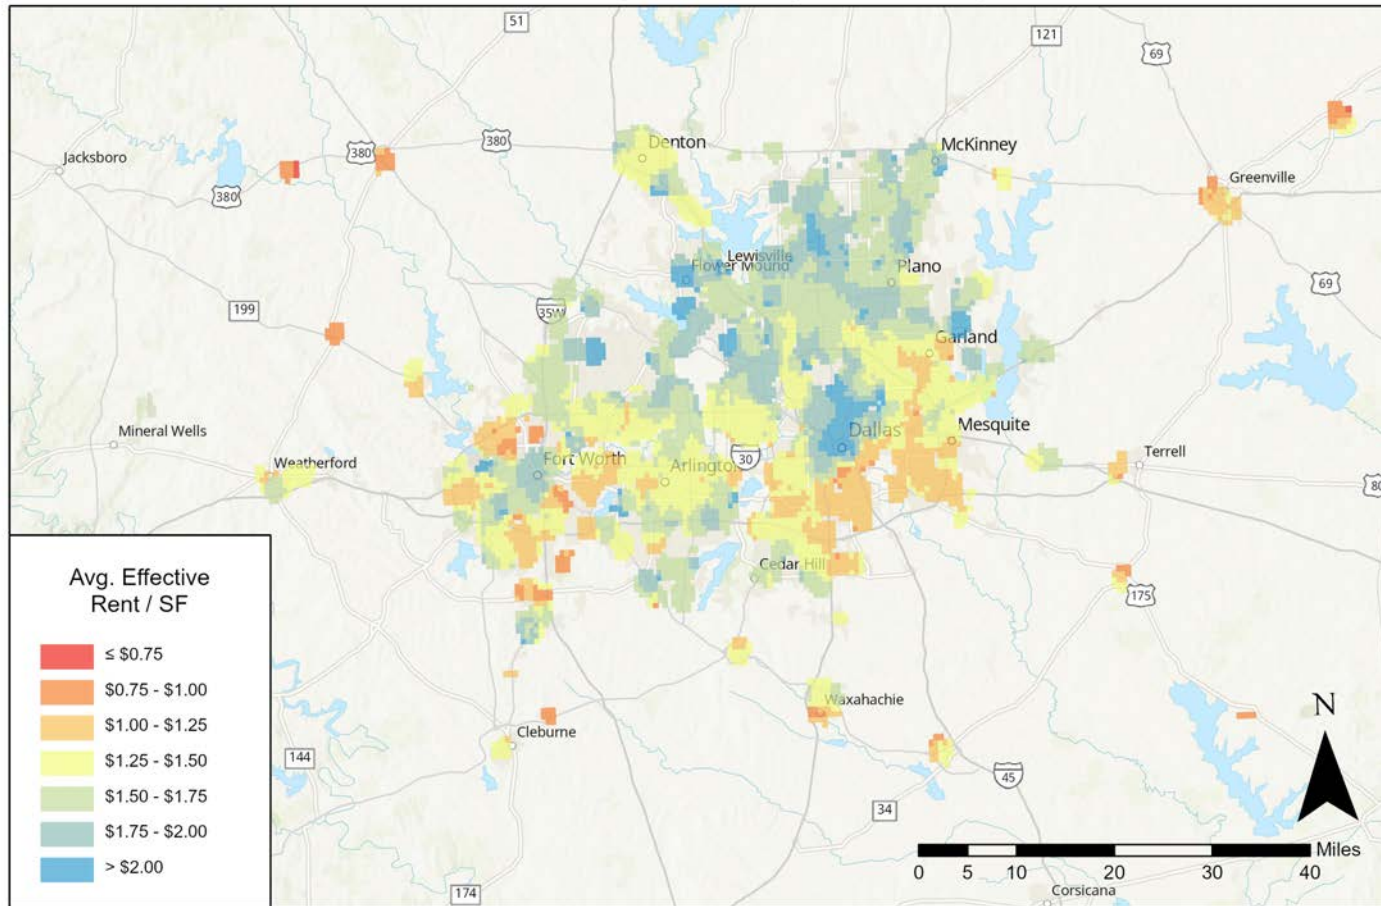 51
121
69
Jacksboro
380
380
Denton
McKinney
380
Greenville
Lewisville
Flower Mound
Plano
199
35W
69
Garland
Mineral Wells
Dallas
Mesquite
Weatherford
Fort Worth
Arlington
30
Terrell
80
Cedar Hill
175
Waxahachie
Cleburne
144
45
34
174
Corsicana
Avg. Effective
Rent / SF
≤ $0.75
$0.75 - $1.00
$1.00 - $1.25
$1.25 - $1.50
$1.50 - $1.75
$1.75 - $2.00
> $2.00
N
Miles
0 5 10 20 30 40